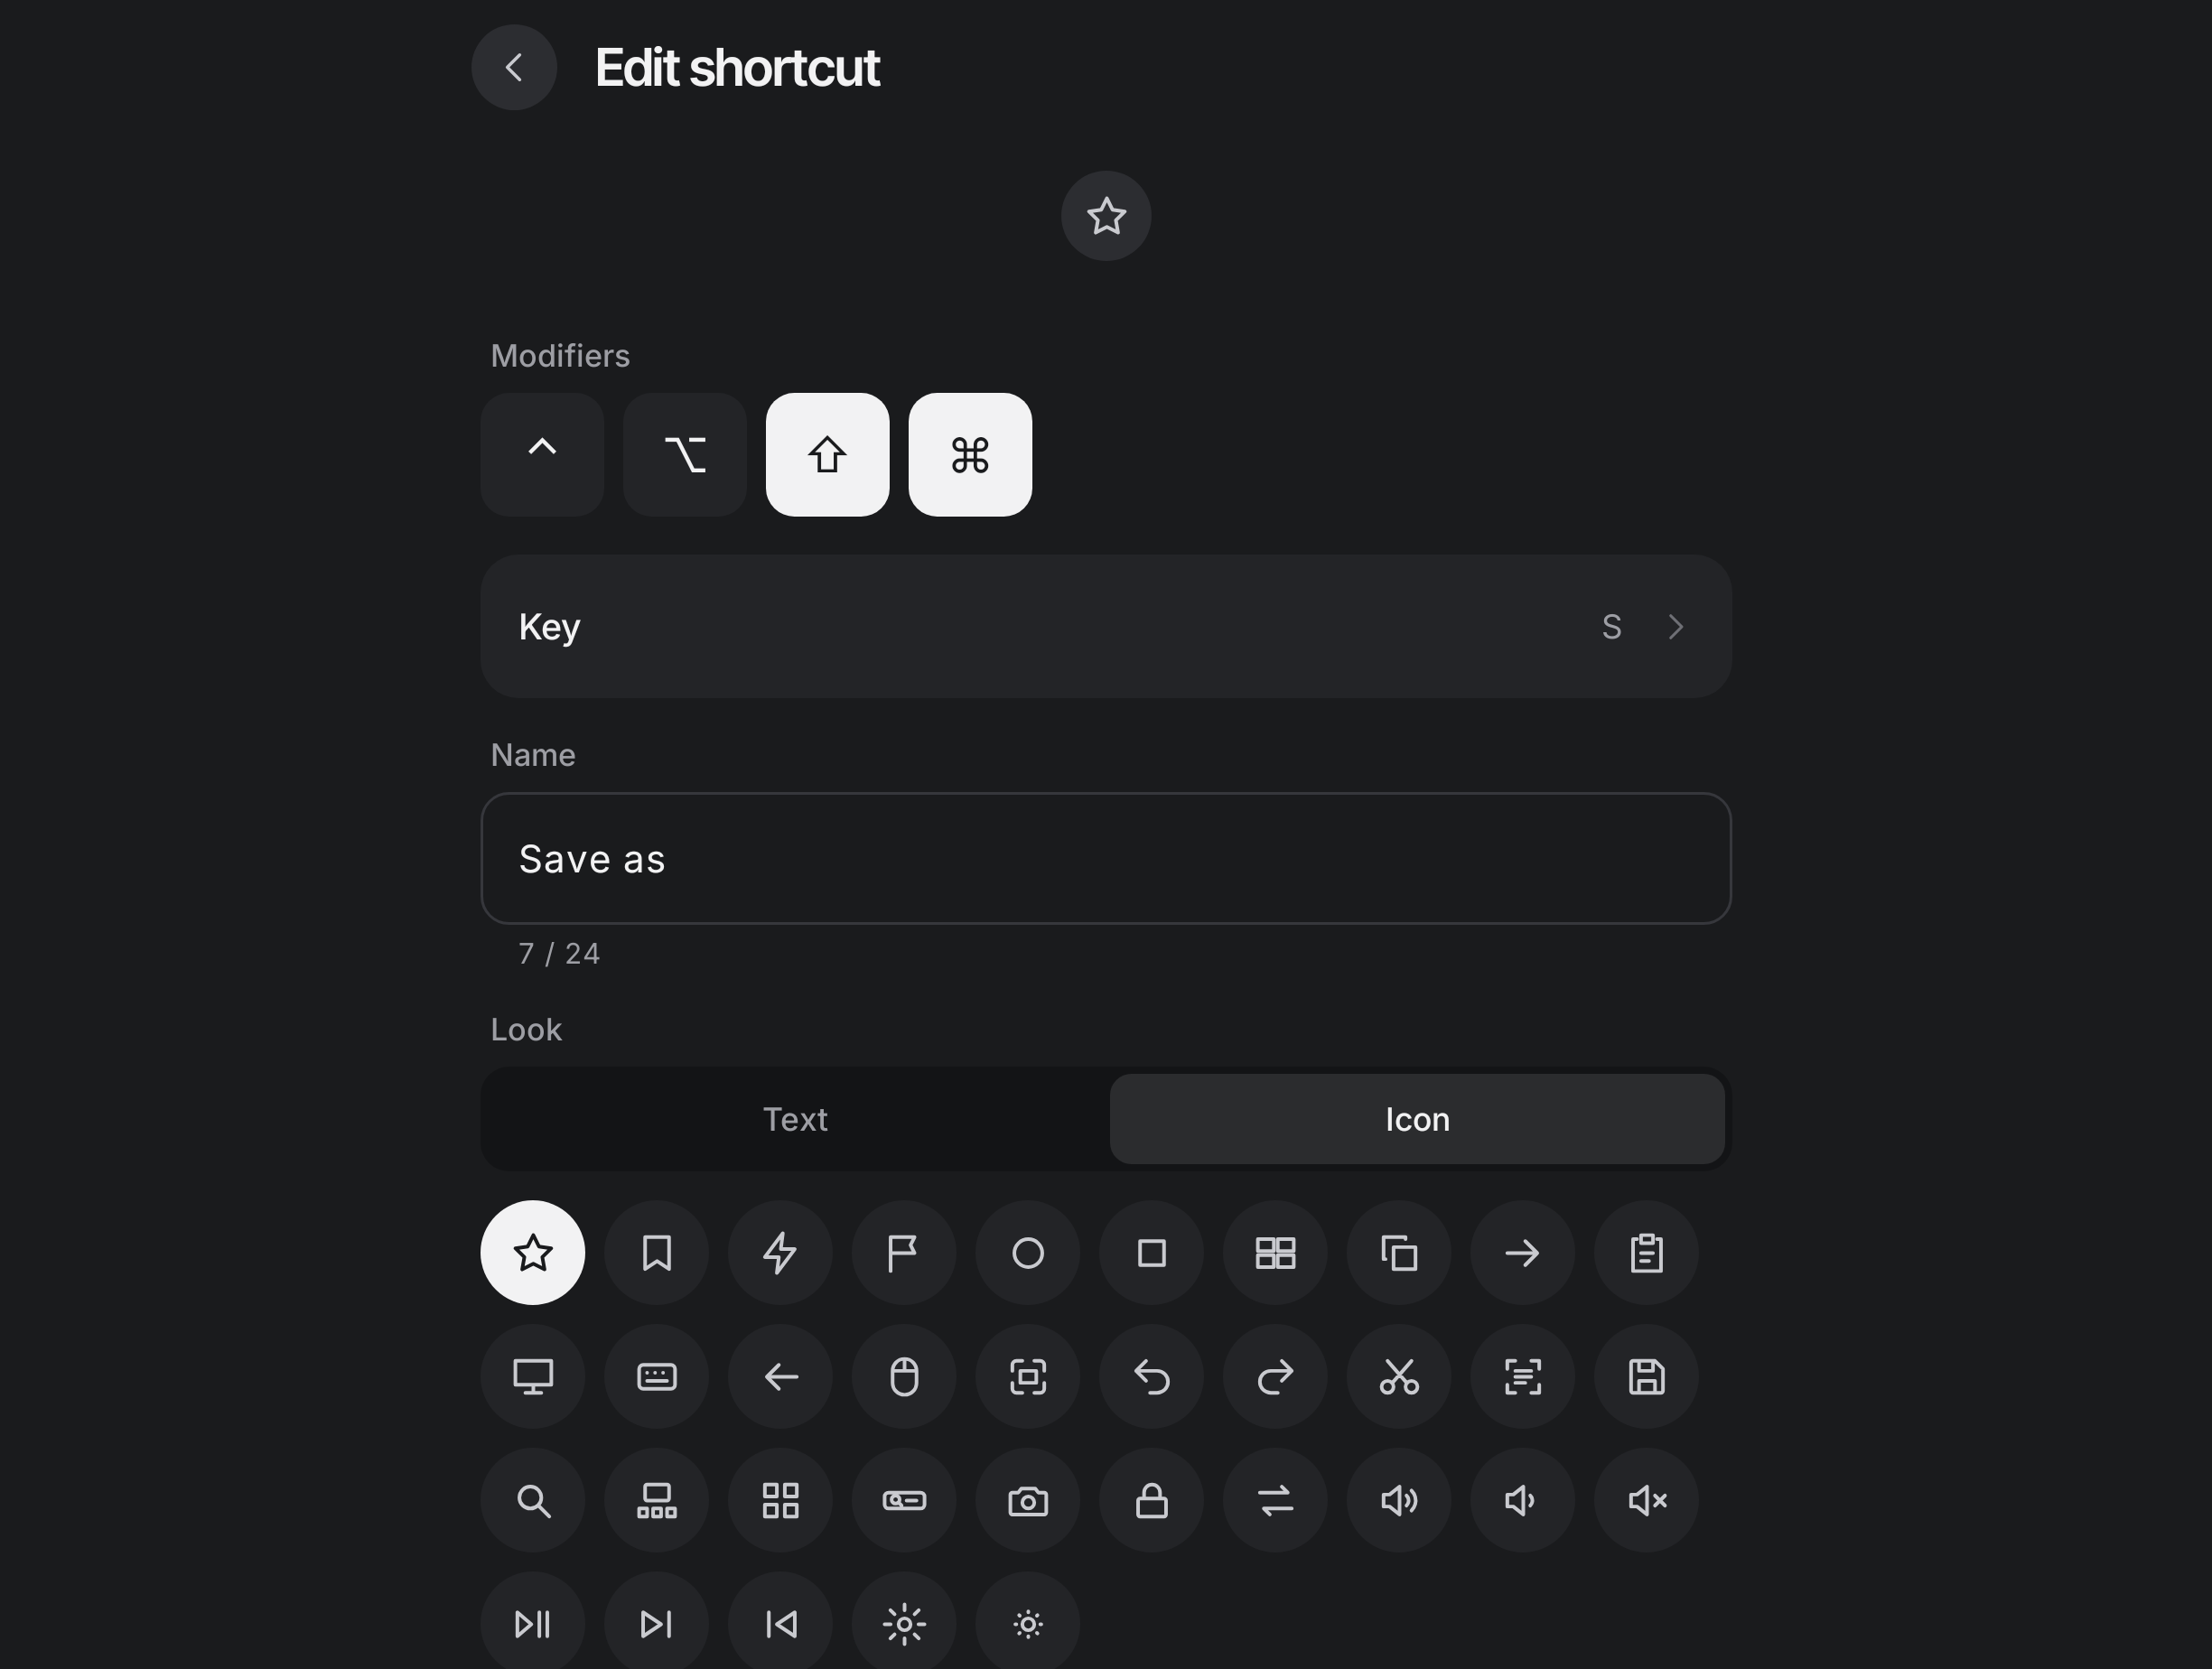 Edit shortcut
Modifiers
^ ⌥ ⇧ ⌘
Key S
Name
Save as
7 / 24
Look
Text Icon